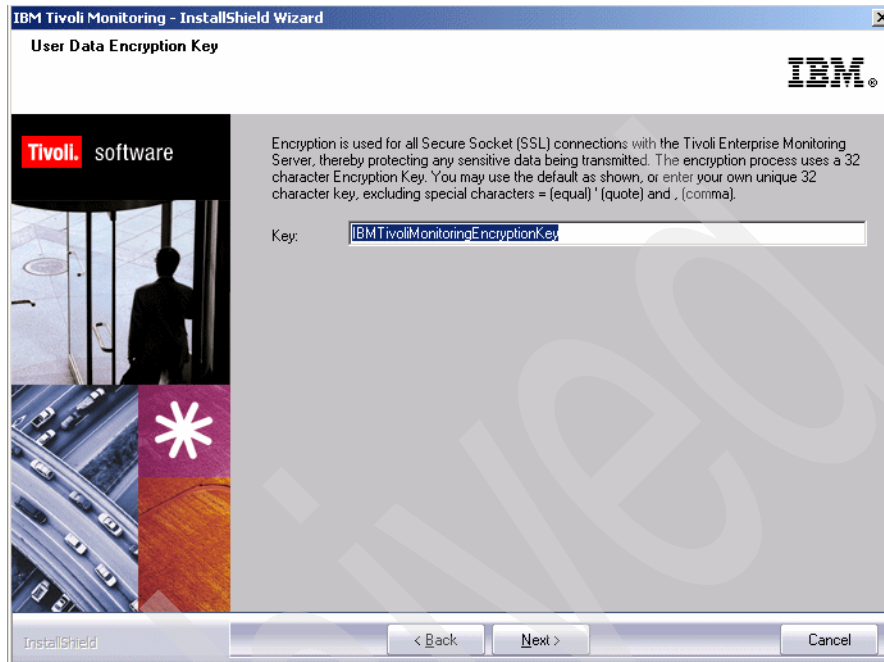 IBM Tivoli Monitoring - InstallShield Wizard
User Data Encryption Key
IBM®
Tivoli. software
Encryption is used for all Secure Socket (SSL) connections with the Tivoli Enterprise Monitoring
Server, thereby protecting any sensitive data being transmitted. The encryption process uses a 32
character Encryption Key. You may use the default as shown, or enter your own unique 32
character key, excluding special characters = (equal) ' (quote) and , (comma).
Key: IBMTivoliMonitoringEncryptionKey
InstallShield
< Back Next > Cancel